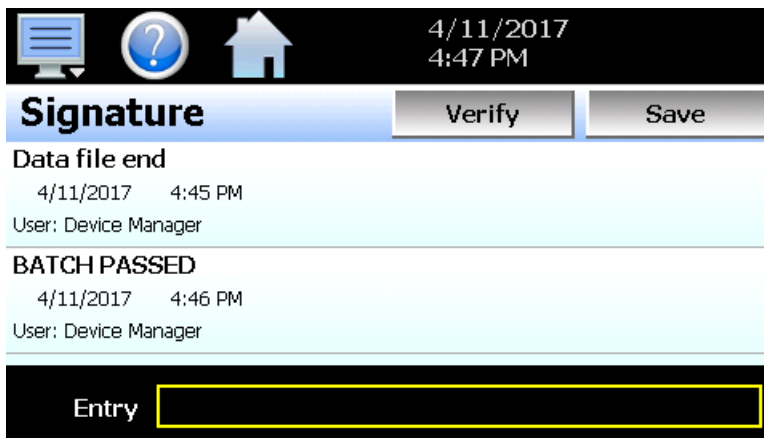 ?
4/11/2017
4:47 PM
Signature
Verify
Save
Data file end
4/11/2017 4:45 PM
User: Device Manager
BATCH PASSED
4/11/2017 4:46 PM
User: Device Manager
Entry